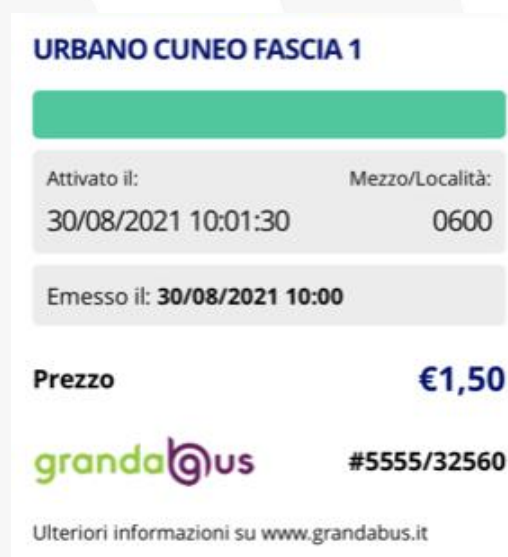 URBANO CUNEO FASCIA 1
Attivato il: Mezzo/Località:
30/08/2021 10:01:30 0600
Emesso il: 30/08/2021 10:00
Prezzo €1,50
grandabus #5555/32560
Ulteriori informazioni su www.grandabus.it